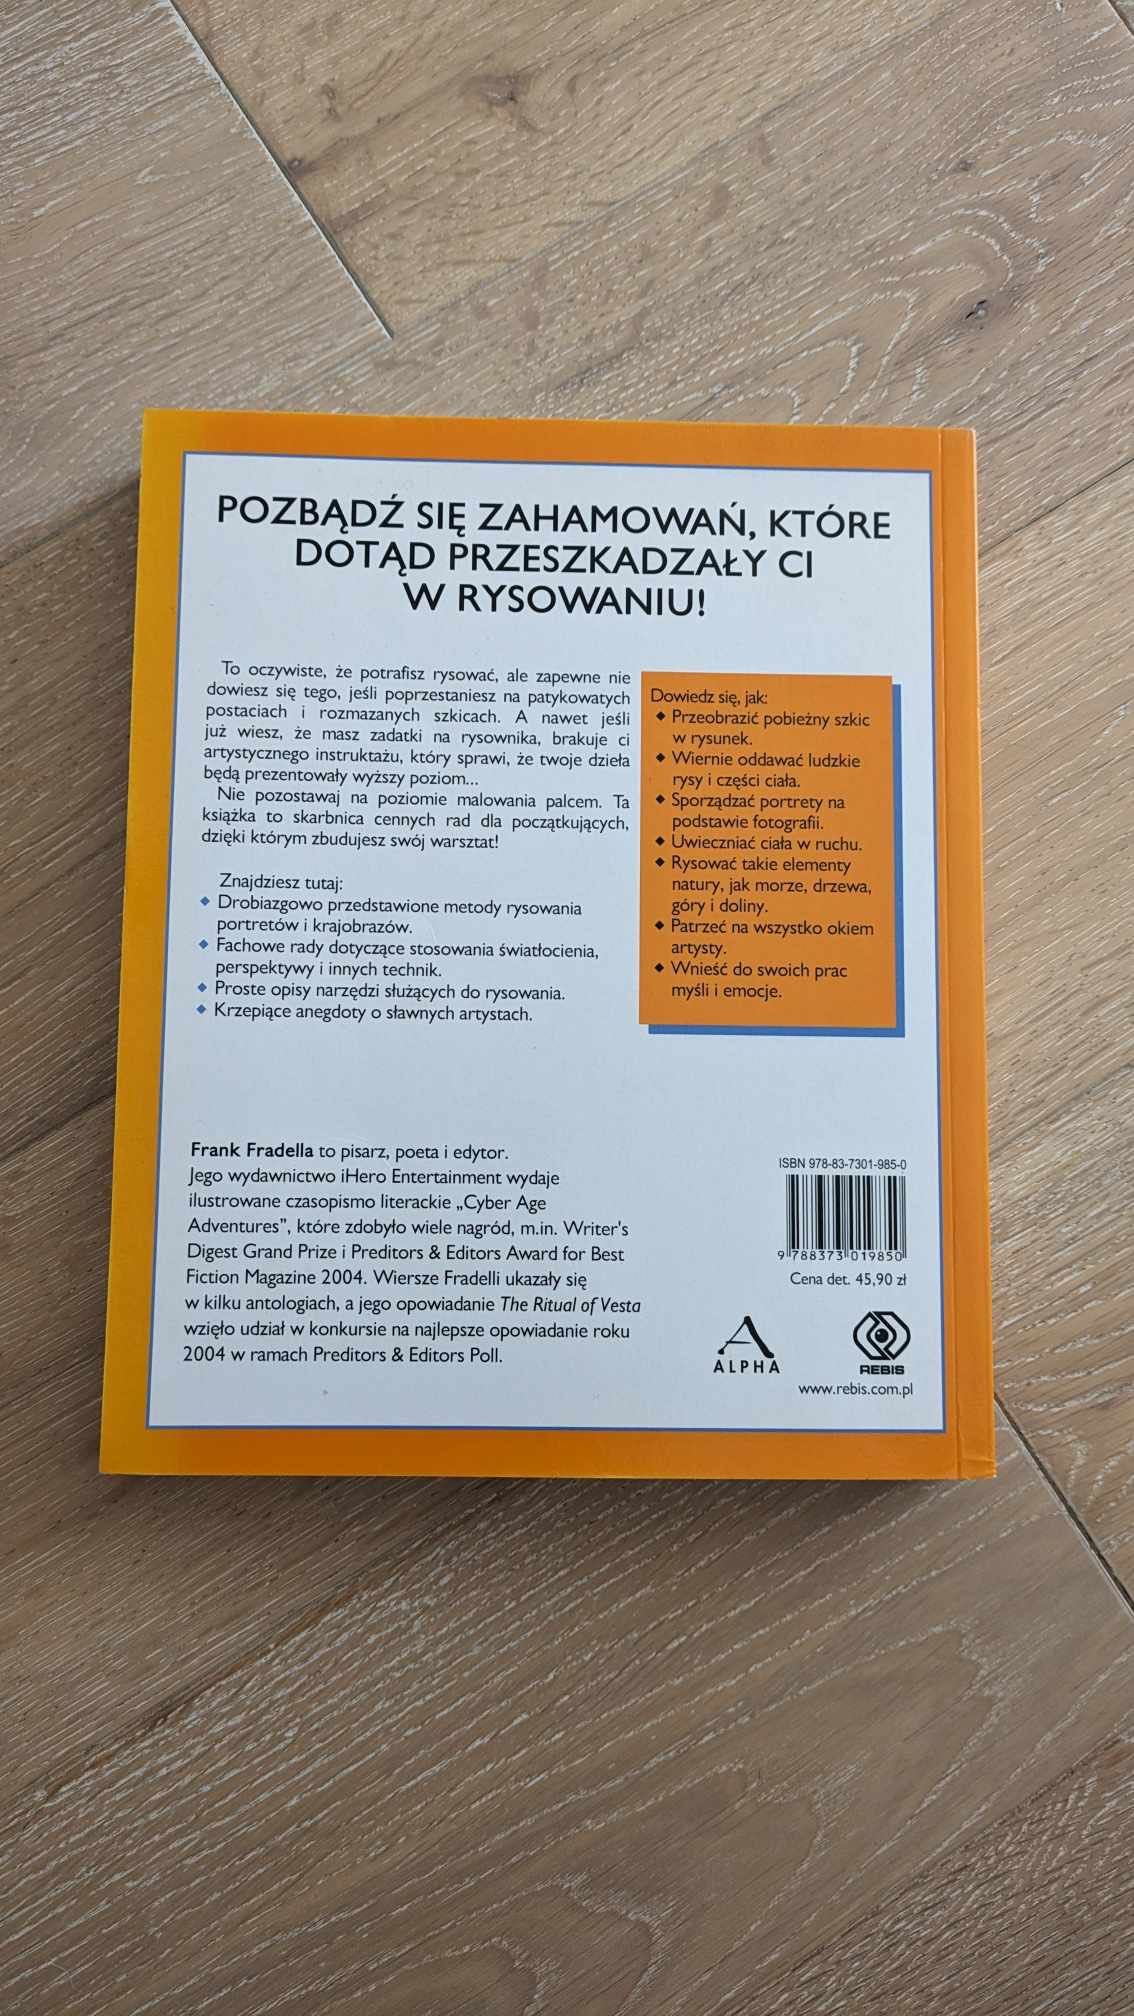 POZBĄDŹ SIĘ ZAHAMOWAŃ, KTÓRE
DOTĄD PRZESZKADZAŁY CI
W RYSOWANIU!
To oczywiste, że potrafisz rysować, ale zapewne nie
dowiesz się tego, jeśli poprzestaniesz na patykowatych
postaciach i rozmazanych szkicach. A nawet jeśli
już wiesz, że masz zadatki na rysownika, brakuje ci
artystycznego instruktażu, który sprawi, że twoje dzieła
będą prezentowały wyższy poziom...
Nie pozostawaj na poziomie malowania palcem. Ta
książka to skarbnica cennych rad dla początkujących,
dzięki którym zbudujesz swój warsztat!
Znajdziesz tutaj:
◆ Drobiazgowo przedstawione metody rysowania
portretów i krajobrazów.
◆ Fachowe rady dotyczące stosowania światłocienia,
perspektywy i innych technik.
◆ Proste opisy narzędzi służących do rysowania.
◆ Krzepiące anegdoty o sławnych artystach.
Dowiedz się, jak:
◆ Przeobrazić pobieżny szkic
w rysunek.
◆ Wiernie oddawać ludzkie
rysy i części ciała.
◆ Sporządzać portrety na
podstawie fotografii.
◆ Uwieczniać ciała w ruchu.
◆ Rysować takie elementy
natury, jak morze, drzewa,
góry i doliny.
◆ Patrzeć na wszystko okiem
artysty.
◆ Wnieść do swoich prac
myśli i emocje.
Frank Fradella to pisarz, poeta i edytor.
Jego wydawnictwo iHero Entertainment wydaje
ilustrowane czasopismo literackie „Cyber Age
Adventures”, które zdobyło wiele nagród, m.in. Writer's
Digest Grand Prize i Preditors & Editors Award for Best
Fiction Magazine 2004. Wiersze Fradelli ukazały się
w kilku antologiach, a jego opowiadanie The Ritual of Vesta
wzięło udział w konkursie na najlepsze opowiadanie roku
2004 w ramach Preditors & Editors Poll.
ISBN 978-83-7301-985-0
9 788373 019850
Cena det. 45,90 zł
ALPHA
REBIS
www.rebis.com.pl